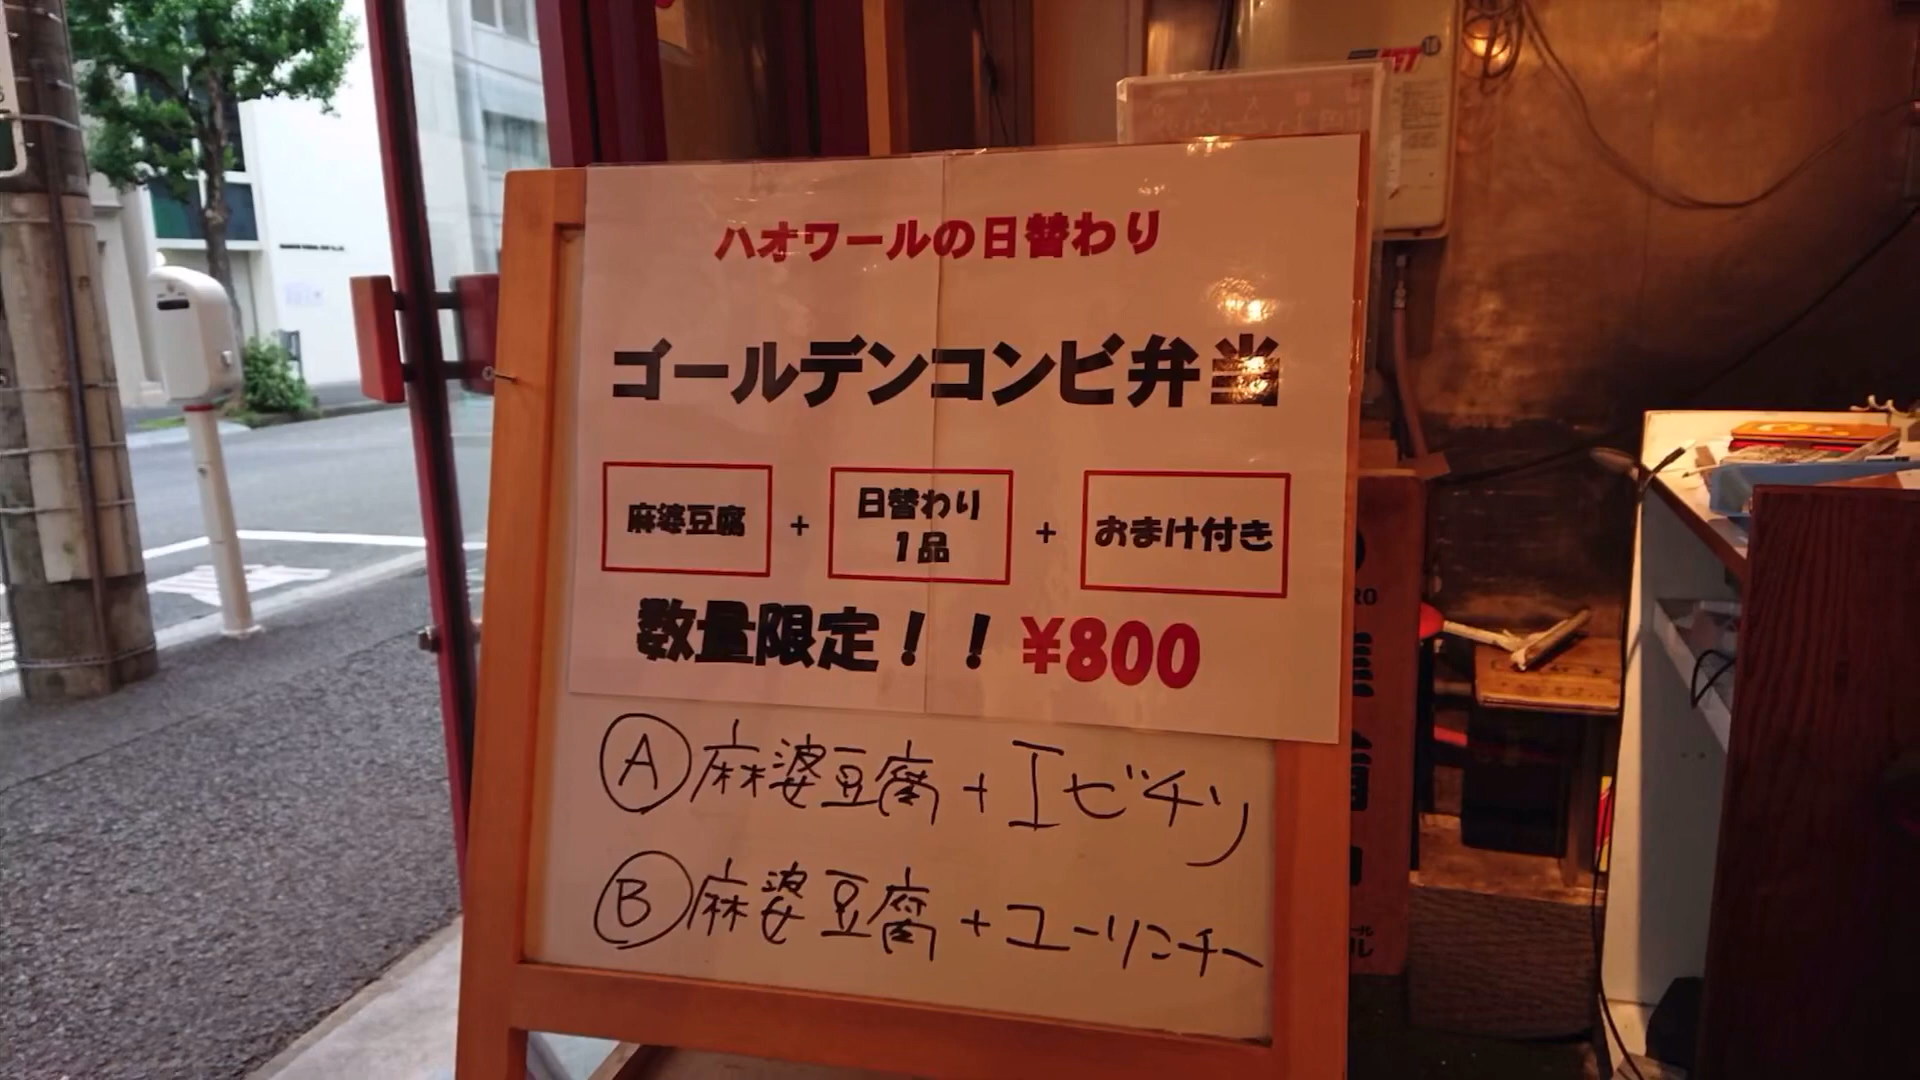 ハオワールの日替わり
ゴールデンコンビ弁当
麻婆豆腐 + 日替わり1品 + おまけ付き
数量限定!! ¥800
Ⓐ麻婆豆腐+エビチリ
Ⓑ麻婆豆腐+ユーリンチー